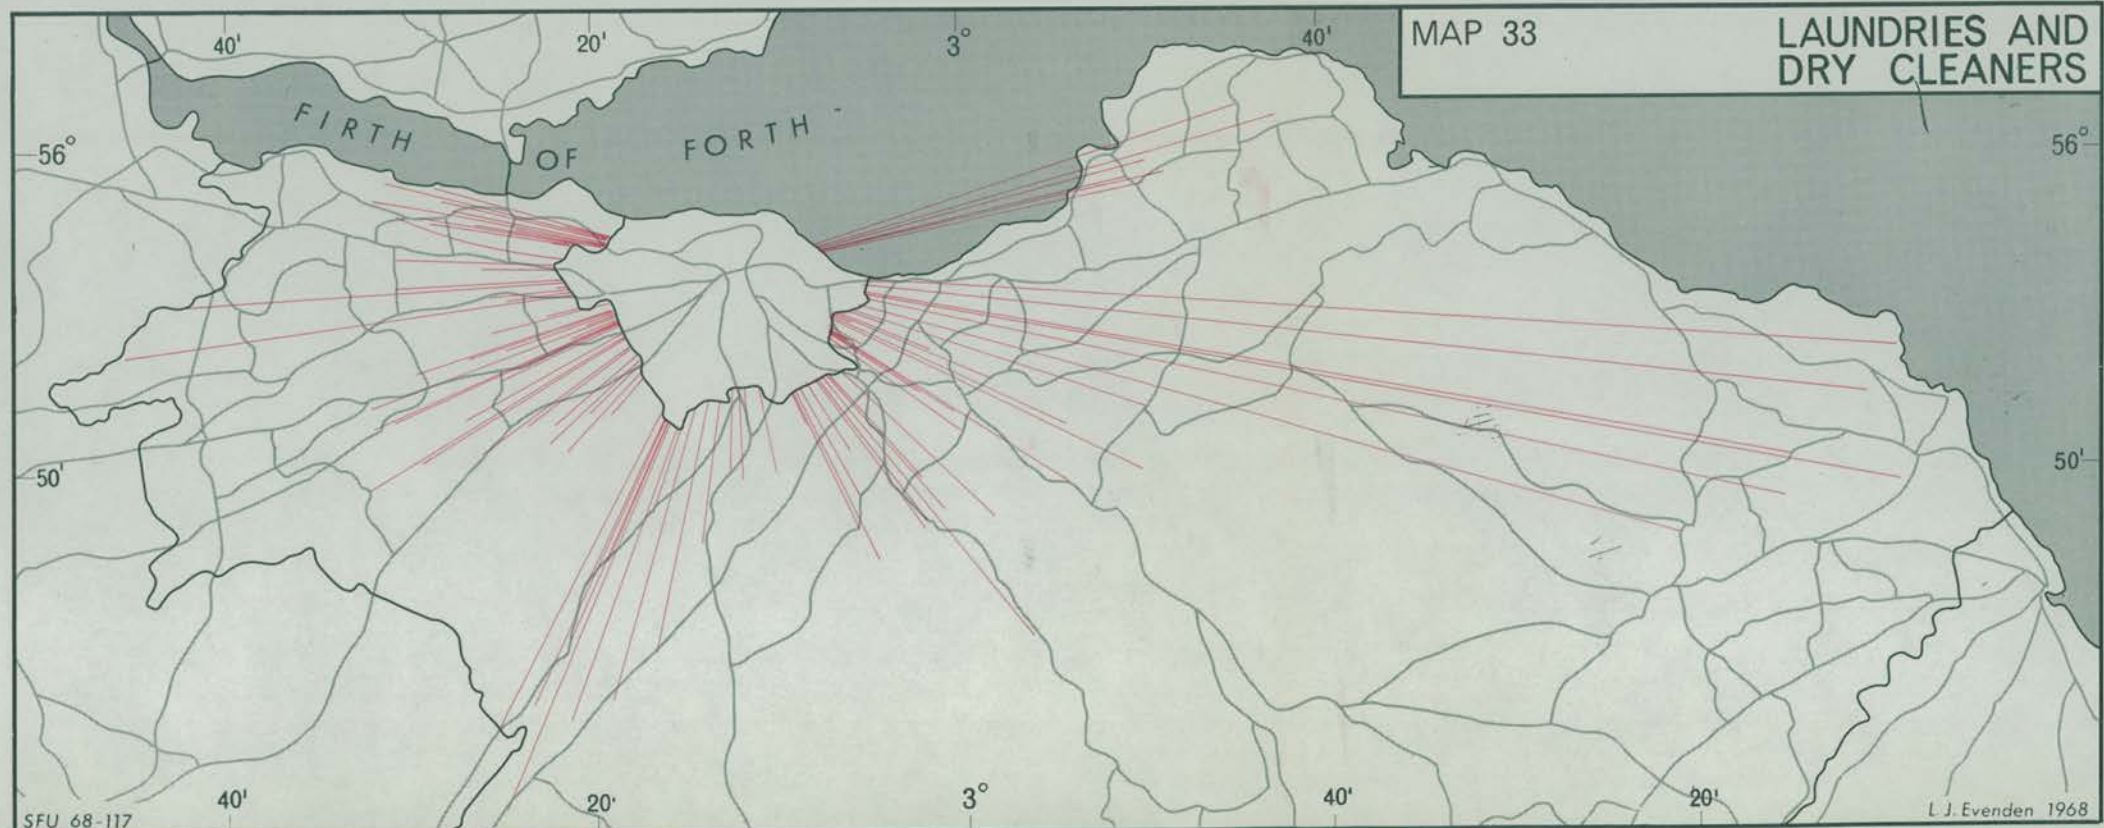 MAP 33
LAUNDRIES AND
DRY CLEANERS
40' 20' 3° 40'
FIRTH OF FORTH
56° 56°
50' 50'
40' 20' 3° 40' 20'
SFU 68-117
L. J. Evenden 1968